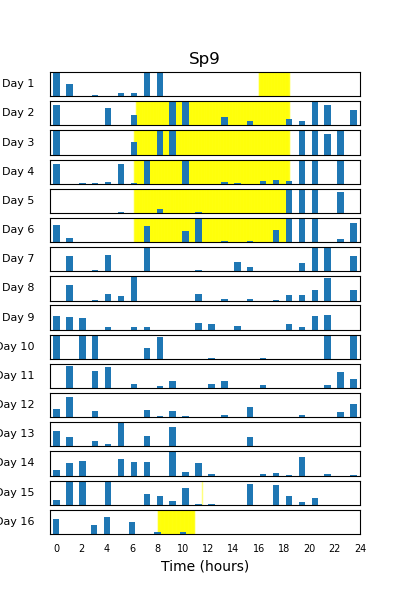 Sp9
Day 1
Day 2
Day 3
Day 4
Day 5
Day 6
Day 7
Day 8
Day 9
Day 10
Day 11
Day 12
Day 13
Day 14
Day 15
Day 16
0 2 4 6 8 10 12 14 16 18 20 22 24
Time (hours)